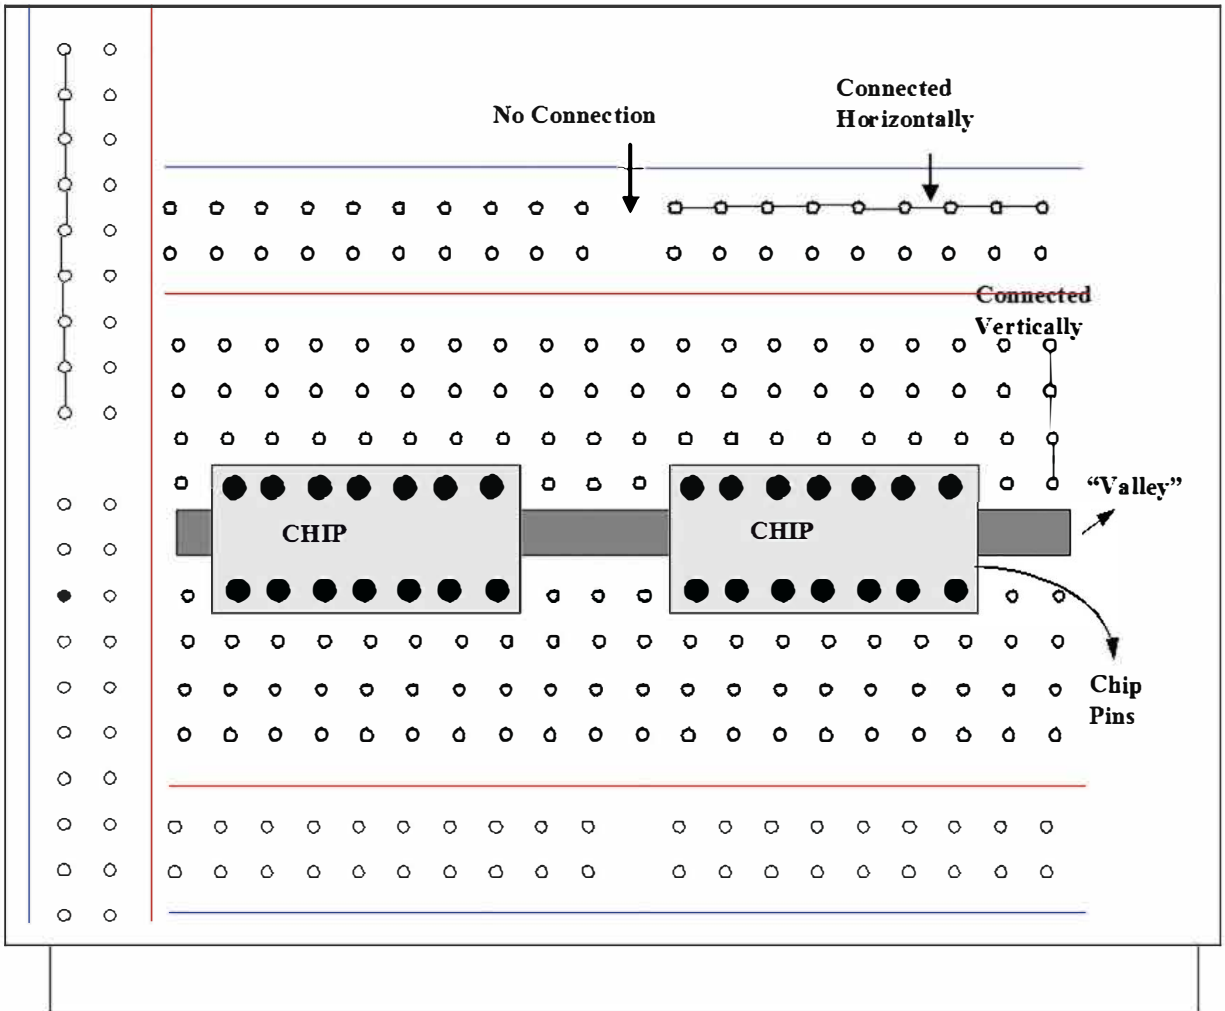 Connected
Horizontally
No Connection
Connected
Vertically
“Valley”
CHIP
CHIP
Chip
Pins